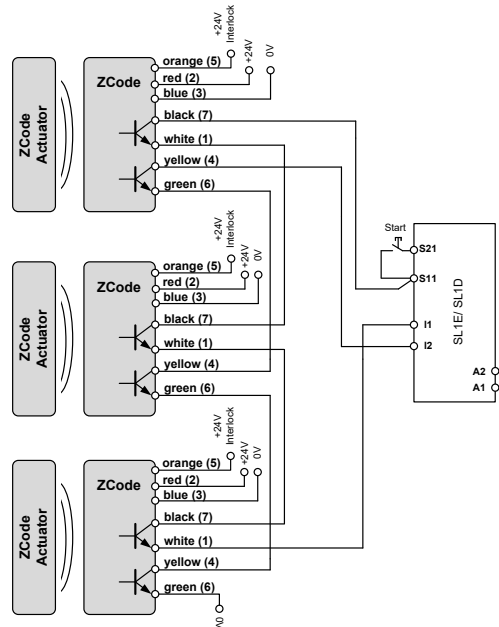 +24V
Interlock
+24V
0V
orange (5)
red (2)
blue (3)
ZCode
ZCode
Actuator
black (7)
white (1)
yellow (4)
green (6)
+24V
Interlock
+24V
0V
orange (5)
red (2)
blue (3)
ZCode
ZCode
Actuator
black (7)
white (1)
yellow (4)
green (6)
+24V
Interlock
+24V
0V
orange (5)
red (2)
blue (3)
ZCode
ZCode
Actuator
black (7)
white (1)
yellow (4)
green (6)
0V
Start
S21
S11
SL1E/ SL1D
I1
I2
A2
A1